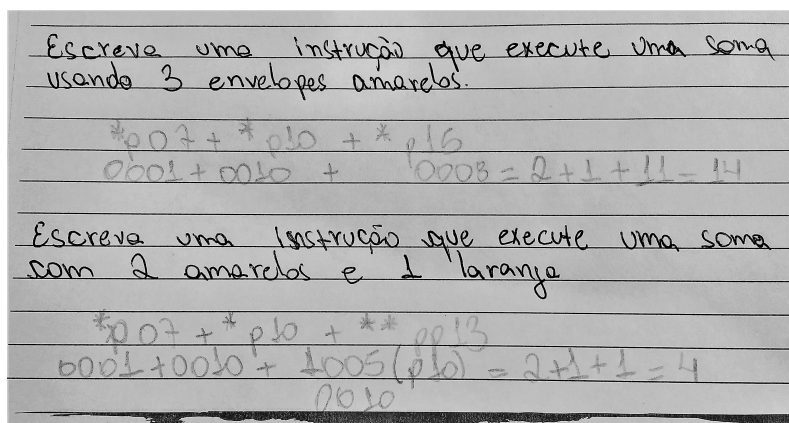 Escreva uma instrução que execute uma soma
usando 3 envelopes amarelos.
*p07 + *p10 + *p16
0001 + 0010 + 0008 = 2+1+11 = 14
Escreva uma instrução que execute uma soma
com 2 amarelos e 1 laranja
*p07 + *p10 + **pp13
0001+0010+ 1005(p10) = 2+1+1=4
0010